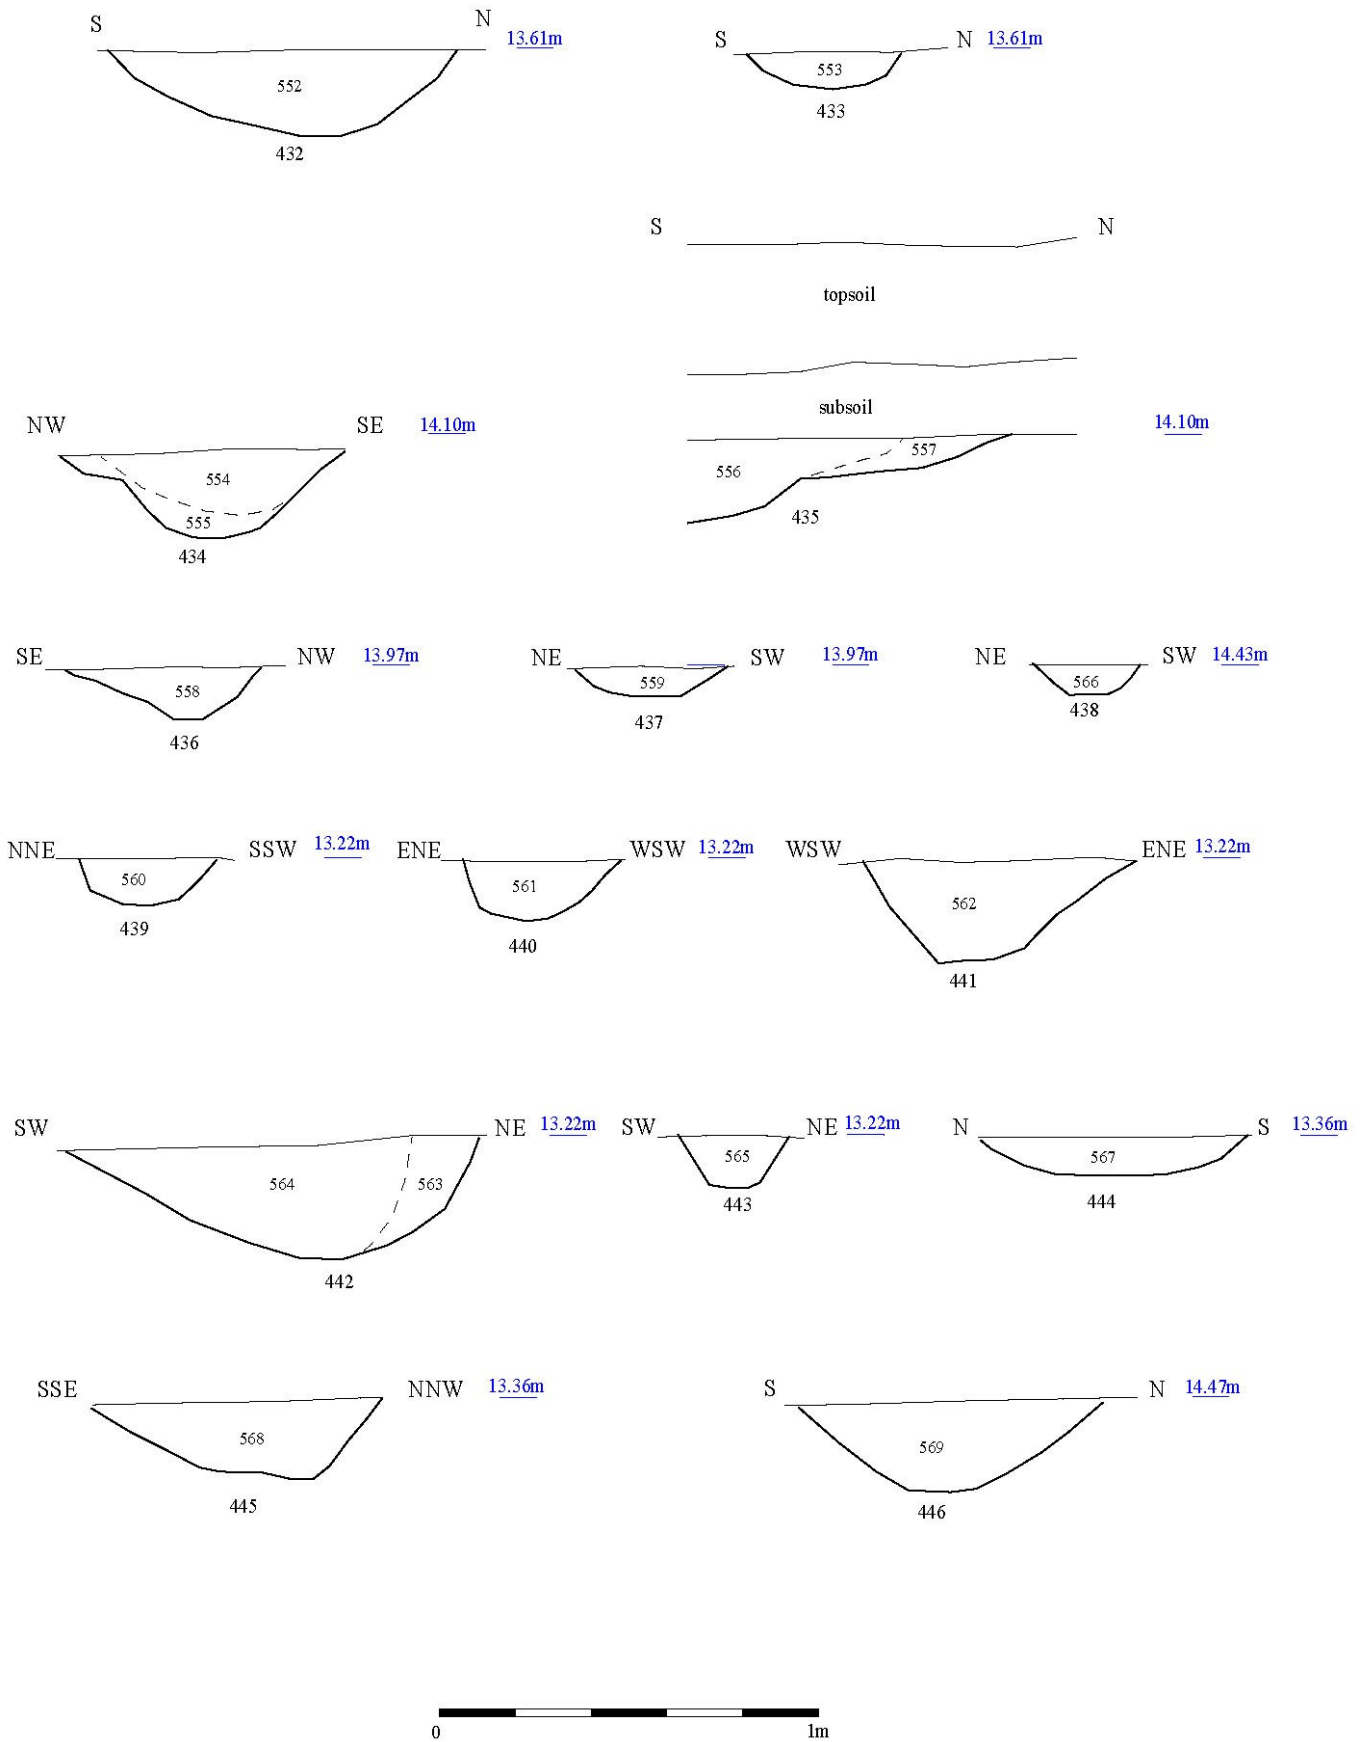 S N 13.61m
552
432
S N 13.61m
553
433
S N
topsoil
subsoil
14.10m
557
556
435
NW SE 14.10m
554
555
434
SE NW 13.97m
558
436
NE SW 13.97m
559
437
NE SW 14.43m
566
438
NNE SSW 13.22m
560
439
ENE WSW 13.22m
561
440
WSW ENE 13.22m
562
441
SW NE 13.22m
564 563
442
SW NE 13.22m
565
443
N S 13.36m
567
444
SSE NNW 13.36m
568
445
S N 14.47m
569
446
0 1m